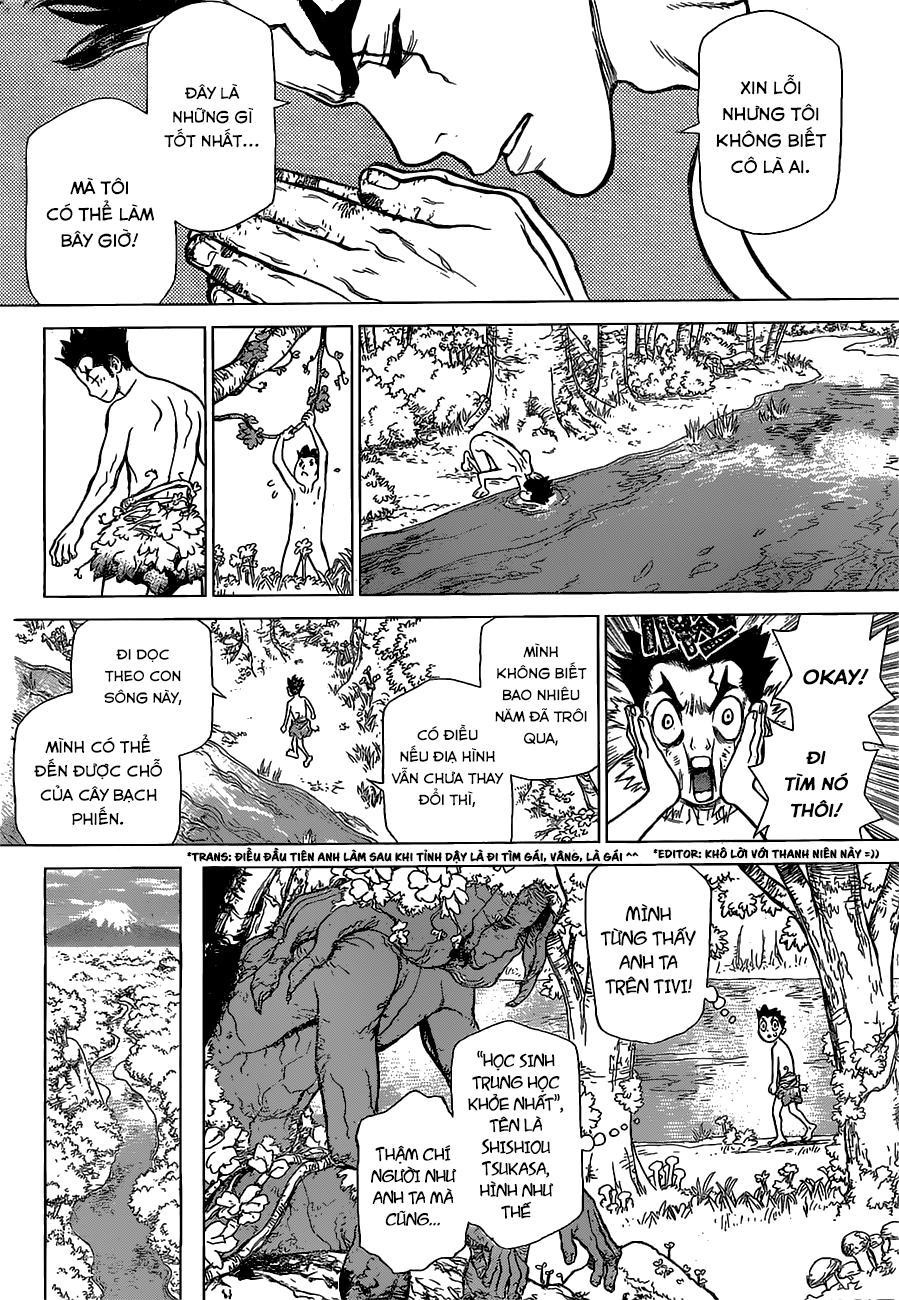 XIN LỖI
NHƯNG TÔI
KHÔNG BIẾT
CÔ LÀ AI.
ĐÂY LÀ
NHỮNG GÌ
TỐT NHẤT...
MÀ TÔI
CÓ THỂ LÀM
BÂY GIỜ!
OKAY!
ĐI
TÌM NÓ
THÔI!
MÌNH
KHÔNG BIẾT
BAO NHIÊU
NĂM ĐÃ TRÔI
QUA,
CÓ ĐIỀU
NẾU ĐỊA HÌNH
VẪN CHƯA THAY
ĐỔI THÌ,
ĐI DỌC
THEO CON
SÔNG NÀY,
MÌNH CÓ THỂ
ĐẾN ĐƯỢC CHỖ
CỦA CÂY BẠCH
PHIẾN.
*TRANS: ĐIỀU ĐẦU TIÊN ANH LÀM SAU KHI TỈNH DẬY LÀ ĐI TÌM GÁI, VÂNG, LÀ GÁI ^^ *EDITOR: KHÔ LỜI VỚI THANH NIÊN NÀY =))
MÌNH
TỪNG THẤY
ANH TA
TRÊN TIVI!
"HỌC SINH
TRUNG HỌC
KHỎE NHẤT",
TÊN LÀ
SHISHIOU
TSUKASA,
HÌNH NHƯ
THẾ
THẬM CHÍ
NGƯỜI NHƯ
ANH TA MÀ
CŨNG...